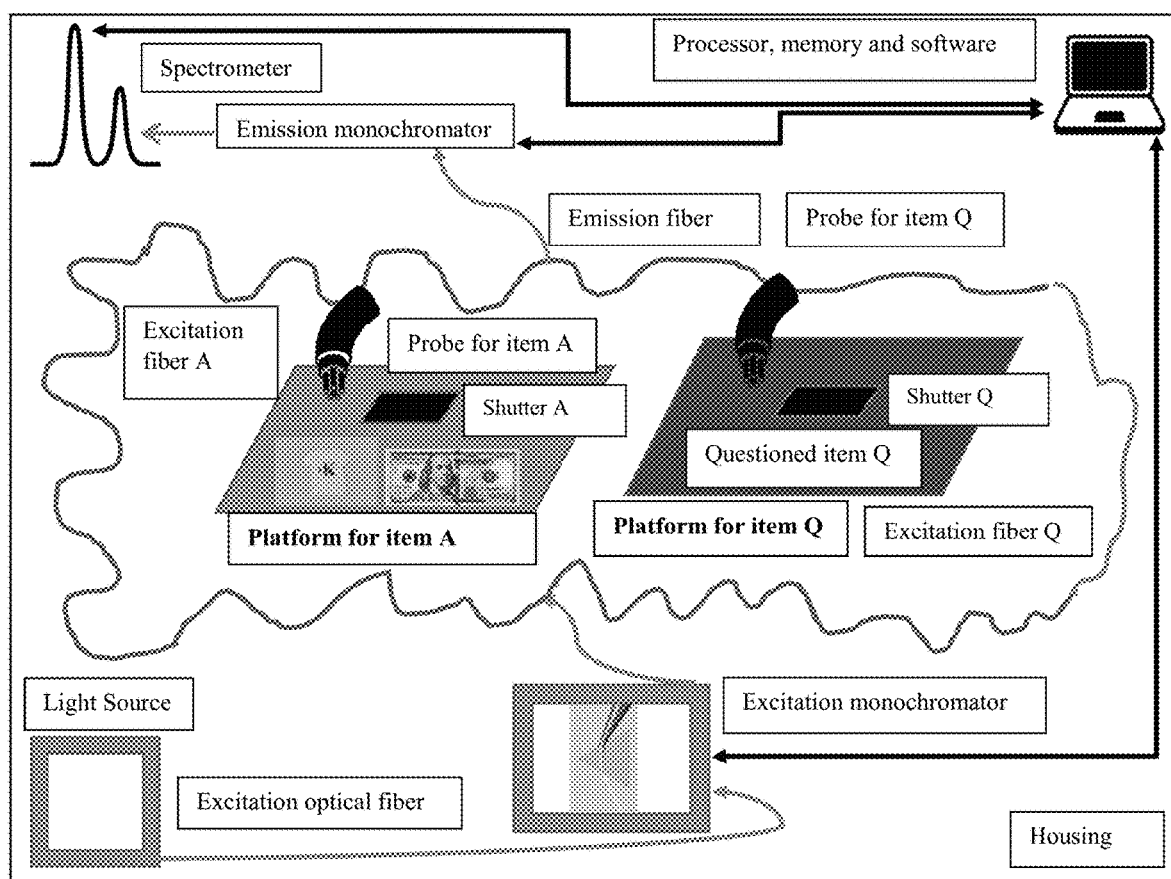 Processor, memory and software
Spectrometer
Emission monochromator
Emission fiber
Probe for item Q
Excitation
fiber A
Probe for item A
Shutter A
Shutter Q
K
Questioned item Q
Platform for item A
Platform for item Q
Excitation fiber Q
Light Source
Excitation monochromator
Excitation optical fiber
Housing